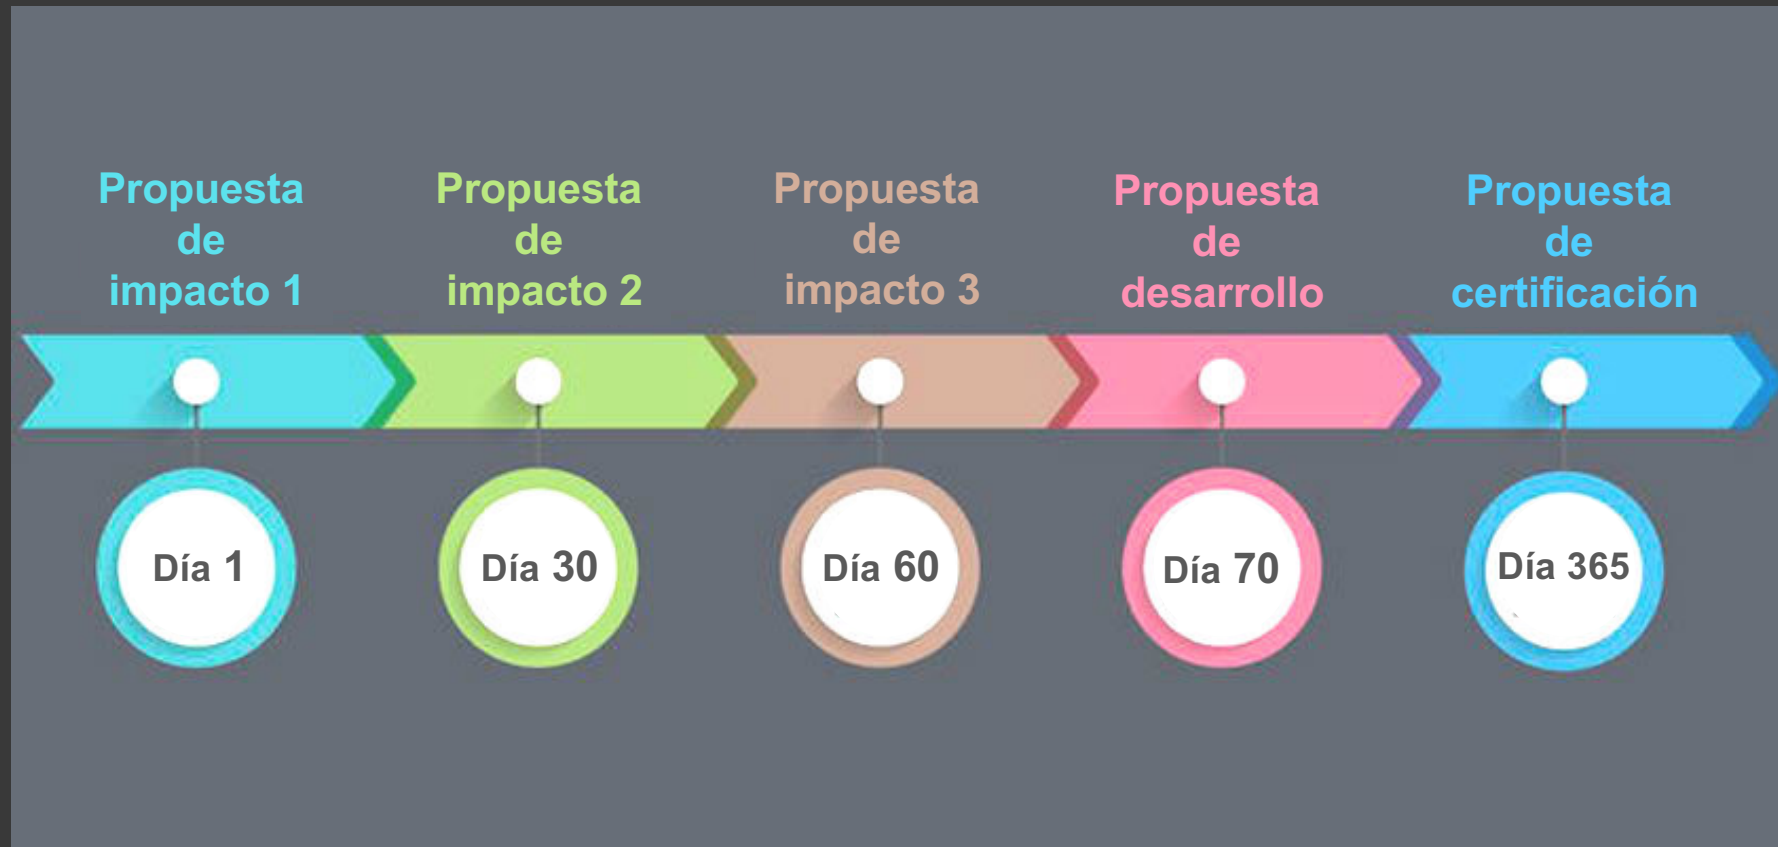 Propuesta
de
impacto 1
Propuesta
de
impacto 2
Propuesta
de
impacto 3
Propuesta
de
desarrollo
Propuesta
de
certificación
Día 1
Día 30
Día 60
Día 70
Día 365